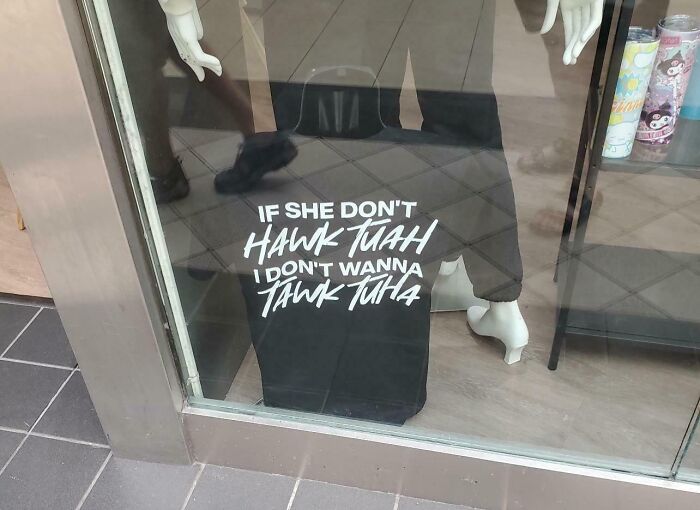 IF SHE DON'T
HAWK TUAH
I DON'T WANNA
TAWK TUHA